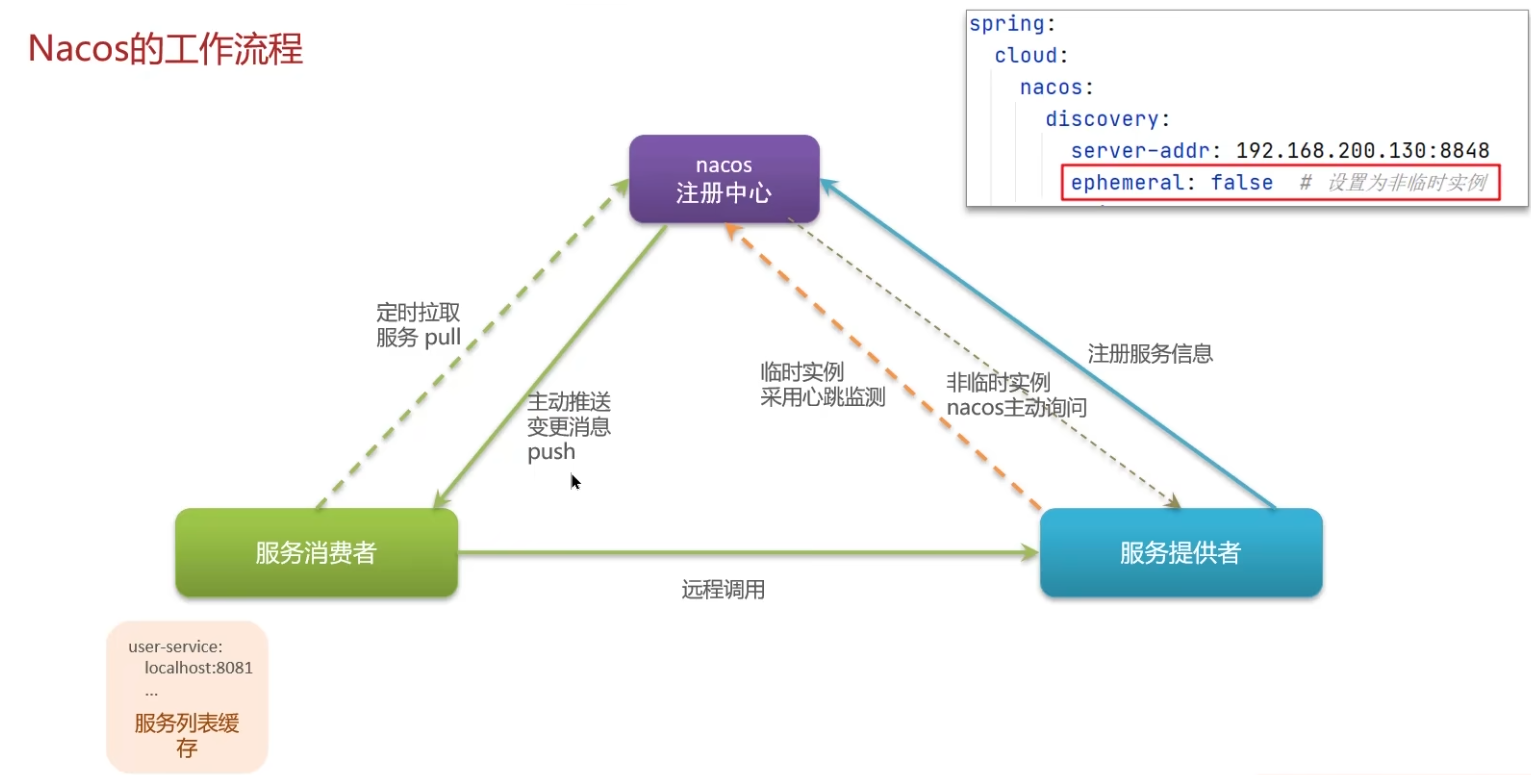 Nacos的工作流程
spring:
cloud:
nacos:
discovery:
server-addr: 192.168.200.130:8848
ephemeral: false # 设置为非临时实例
nacos
注册中心
定时拉取
服务 pull
主动推送
变更消息
push
临时实例
采用心跳监测
非临时实例
nacos主动询问
注册服务信息
服务消费者
远程调用
服务提供者
user-service:
localhost:8081
...
服务列表缓
存